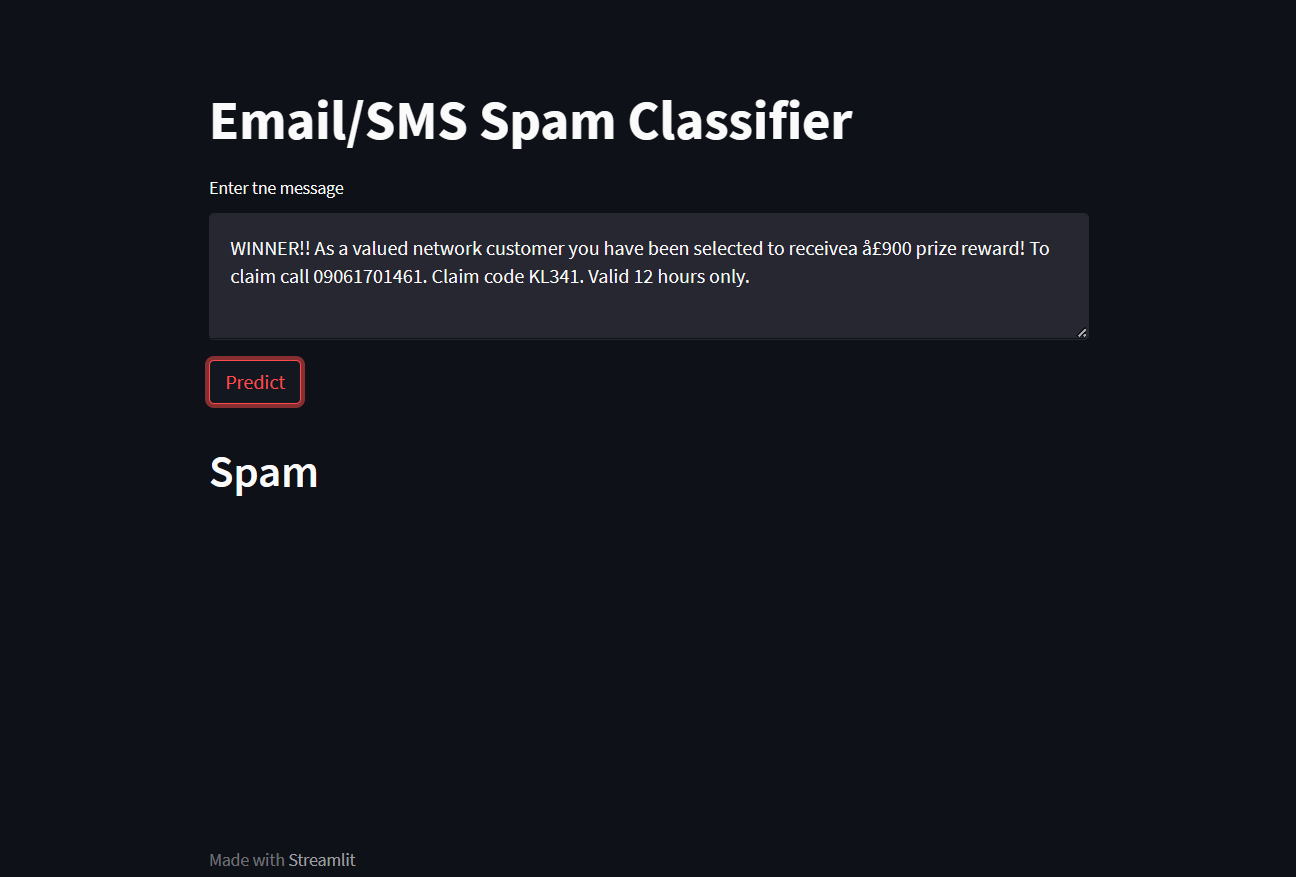 Email/SMS Spam Classifier
Enter tne message
WINNER!! As a valued network customer you have been selected to receivea å£900 prize reward! To
claim call 09061701461. Claim code KL341. Valid 12 hours only.
Predict
Spam
Made with Streamlit